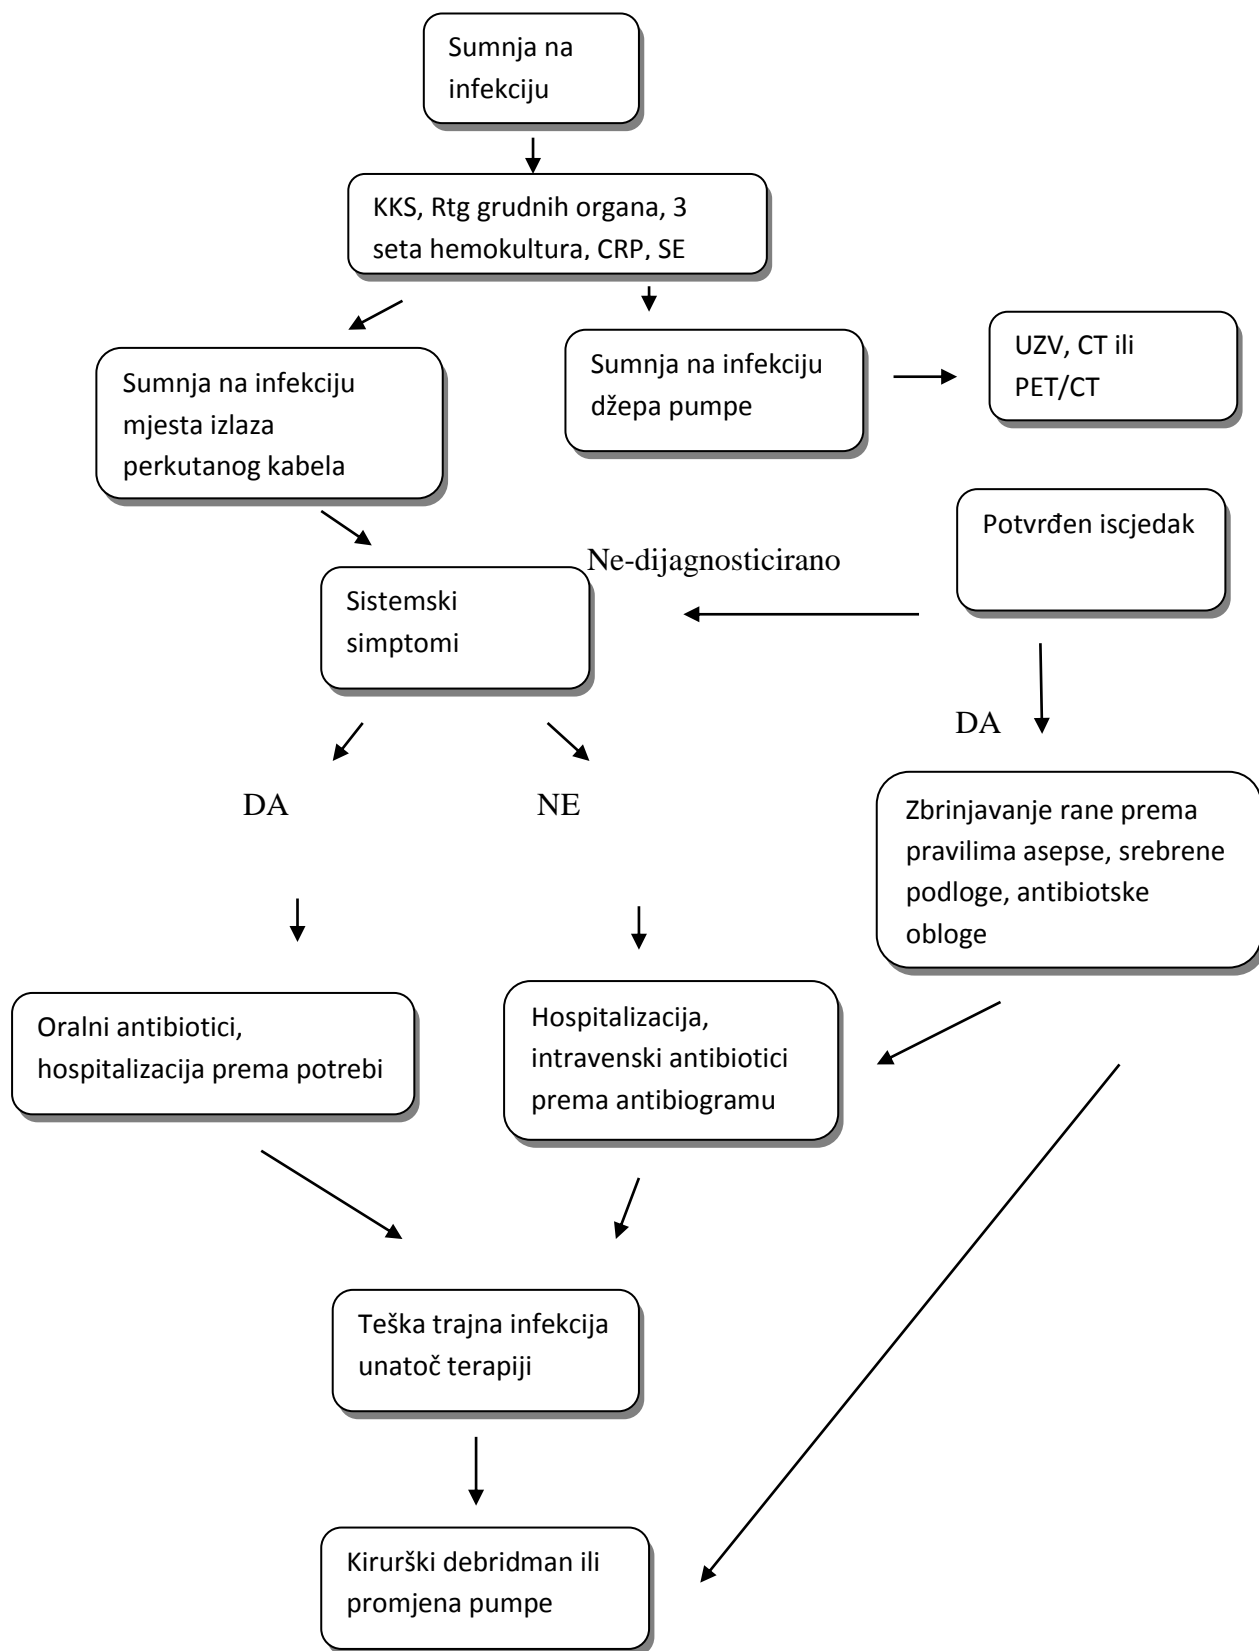 Sumnja na
infekciju
KKS, Rtg grudnih organa, 3
seta hemokultura, CRP, SE
Sumnja na infekciju
mjesta izlaza
perkutanog kabela
Sumnja na infekciju
džepa pumpe
UZV, CT ili
PET/CT
Potvrđen iscjedak
Ne-dijagnosticirano
Sistemski
simptomi
DA
DA
NE
Zbrinjavanje rane prema
pravilima asepse, srebrene
podloge, antibiotske
obloge
Oralni antibiotici,
hospitalizacija prema potrebi
Hospitalizacija,
intravenski antibiotici
prema antibiogramu
Teška trajna infekcija
unatoč terapiji
Kirurški debridman ili
promjena pumpe